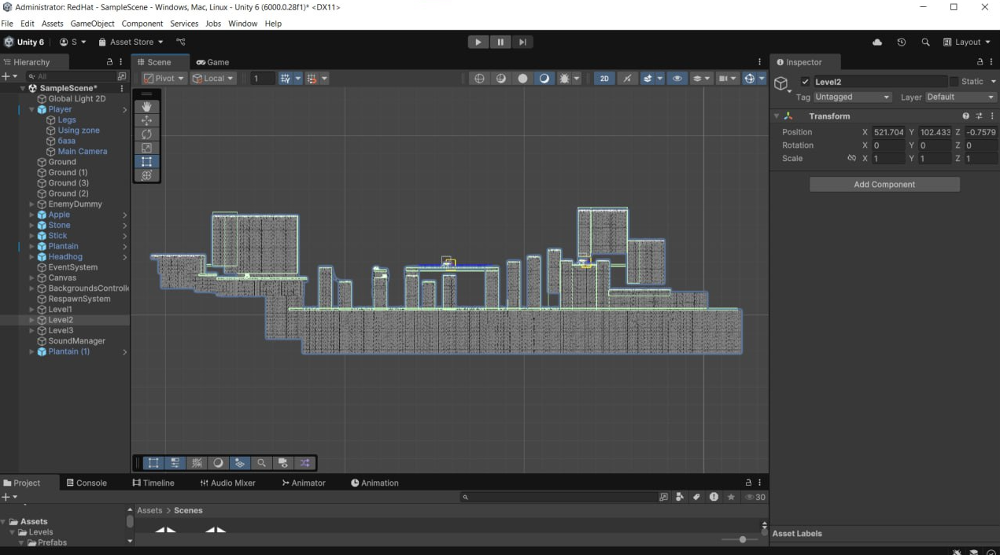 Administrator: RedHat - SampleScene - Windows, Mac, Linux - Unity 6 (6000.0.28f1)* <DX11>
File Edit Assets GameObject Component Services Jobs Window Help
Unity 6 S Asset Store Layout
Hierarchy Scene Game Inspector
All Pivot Local 1 2D Level2 Static
SampleScene*
Tag Untagged Layer Default
Global Light 2D
Player
Transform
Legs
Using zone
Position X 521.704 Y 102.433 Z -0.7579
база
Rotation X 0 Y 0 Z 0
Main Camera
Scale X 1 Y 1 Z 1
Ground
Ground (1)
Ground (3)
Add Component
Ground (2)
EnemyDummy
Apple
Stone
Stick
Plantain
Headhog
EventSystem
Canvas
BackgroundsControlle
RespawnSystem
Level1
Level2
Level3
SoundManager
Plantain (1)
Project Console Timeline Audio Mixer Animator Animation
30
Assets > Scenes
Assets
Levels
Prefabs
Asset Labels